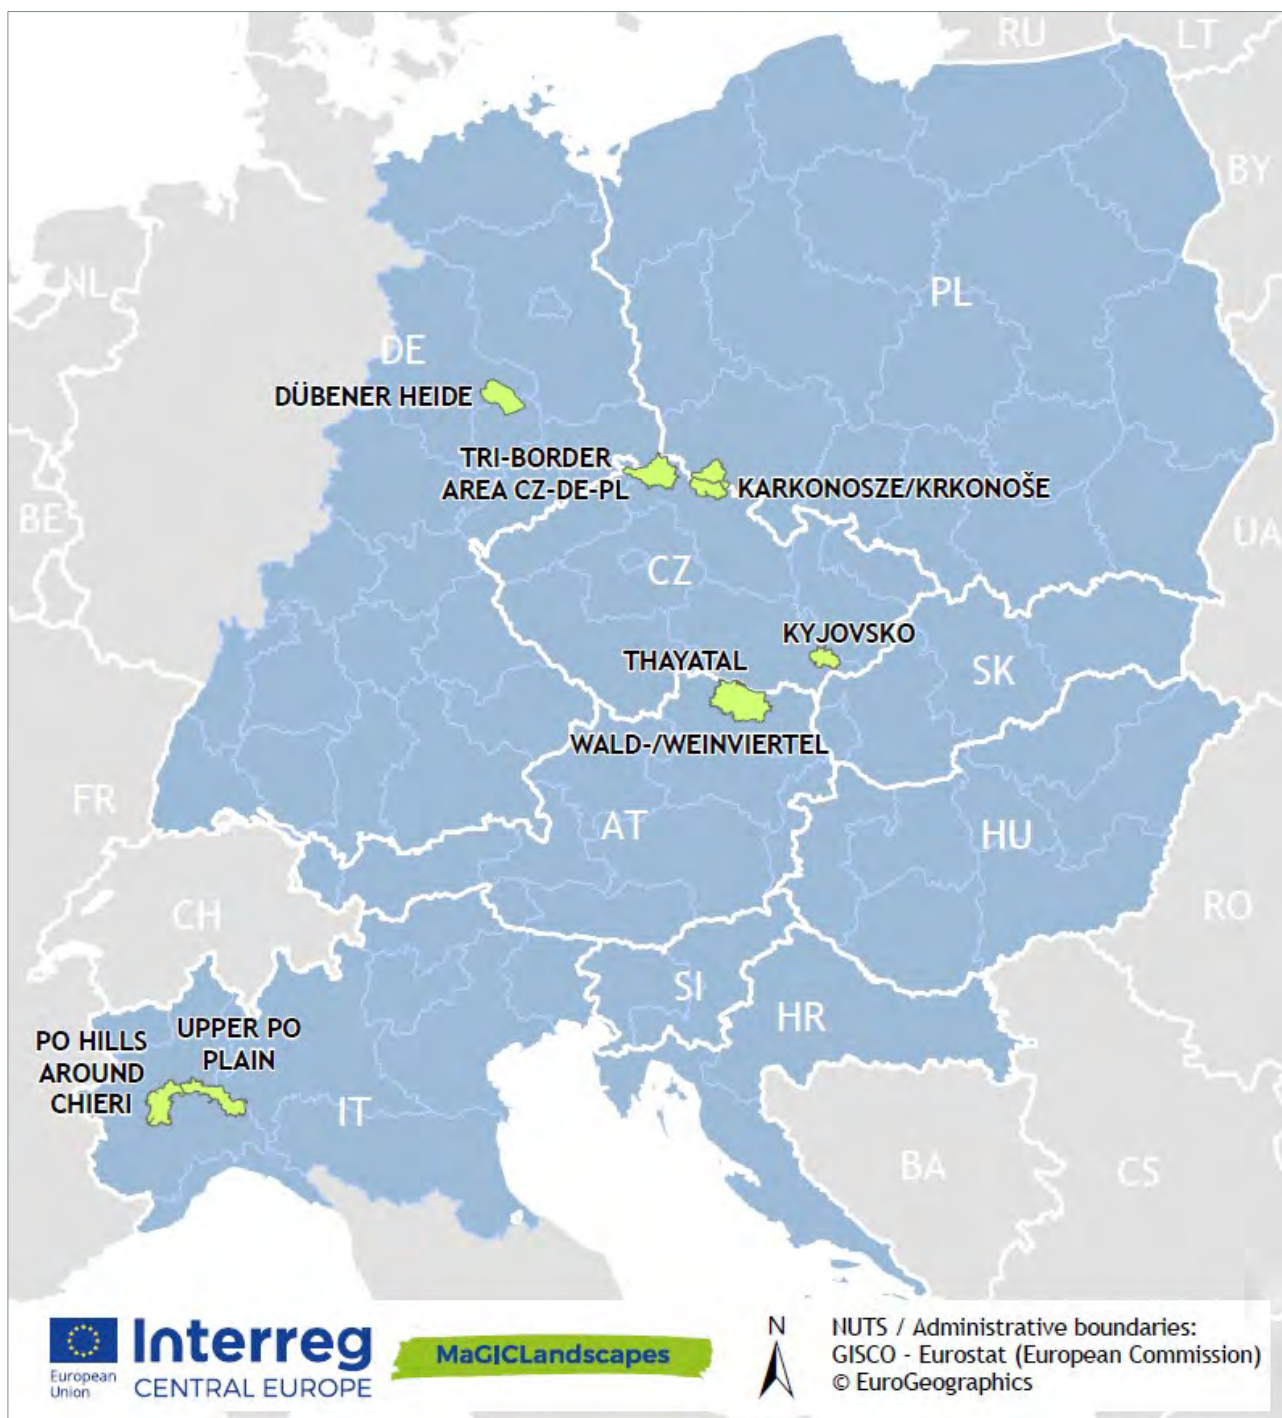 RU
LT
BY
NL
PL
DE
DÜBENER HEIDE
TRI-BORDER
AREA CZ-DE-PL
KARKONOSZE/KRKONOŠE
BE
UA
CZ
KYJOVSKO
THAYATAL
SK
WALD-/WEINVIERTEL
FR
AT
HU
CH
RO
SI
HR
PO HILLS
AROUND
CHIERI
UPPER PO
PLAIN
IT
BA
CS
European
Union
Interreg
CENTRAL EUROPE
MaGICLandscapes
N
NUTS / Administrative boundaries:
GISCO - Eurostat (European Commission)
© EuroGeographics